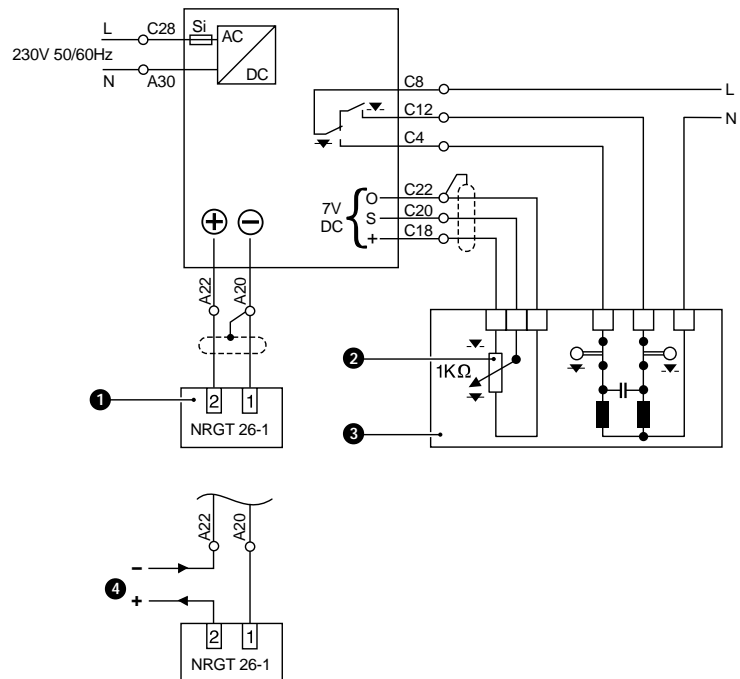 L
C28
Si
AC
DC
230V 50/60Hz
N
A30
C8
L
C12
N
C4
7V
DC
O
C22
S
C20
+
C18
+
−
A22
A20
1
2
1
NRGT 26-1
2
1KΩ
3
A22
A20
−
4
+
2
1
NRGT 26-1